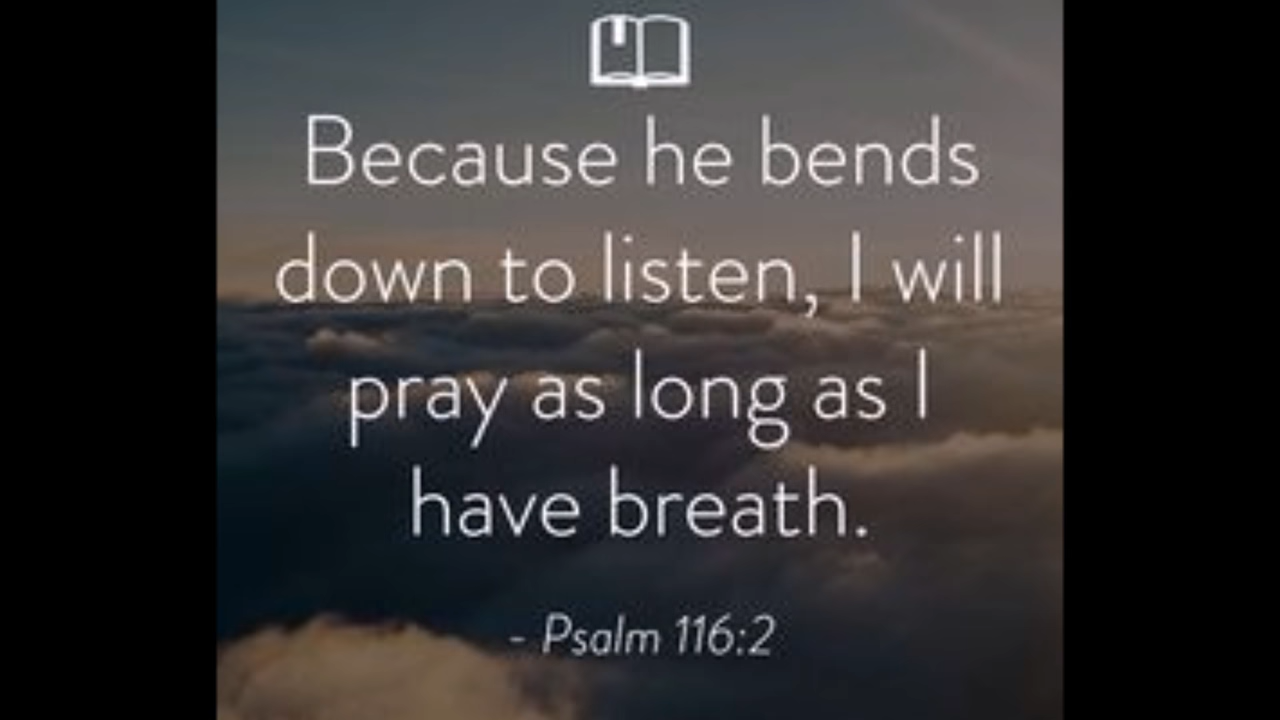 Because he bends
down to listen, I will
pray as long as I
have breath.
- Psalm 116:2